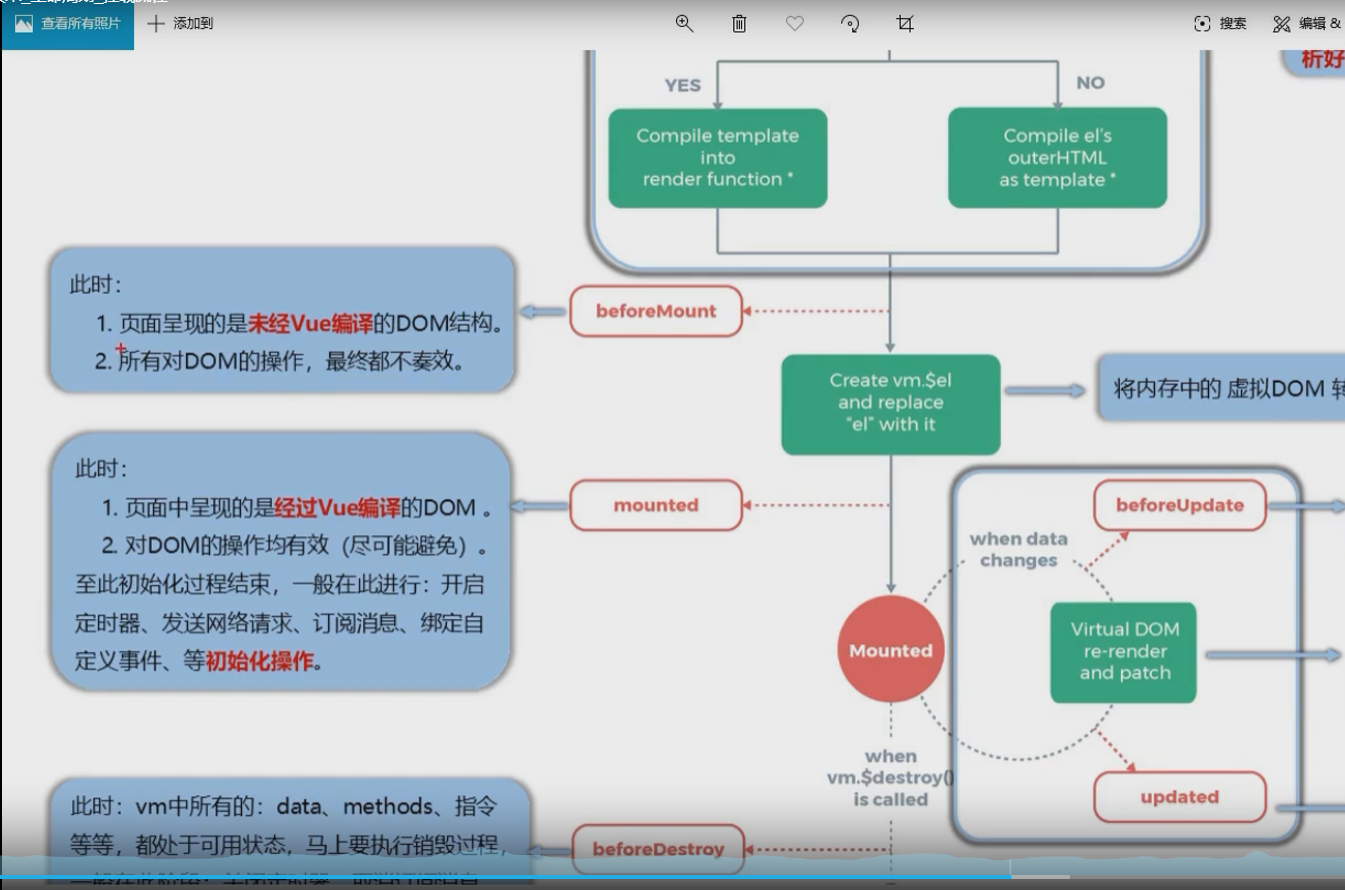 查看所有照片
添加到
搜索
编辑 &
析好
YES
NO
Compile template
into
render function *
Compile el's
outerHTML
as template *
此时：
1. 页面呈现的是未经Vue编译的DOM结构。
2. 所有对DOM的操作，最终都不奏效。
beforeMount
Create vm.$el
and replace
“el” with it
将内存中的 虚拟DOM 转
此时：
1. 页面中呈现的是经过Vue编译的DOM 。
2. 对DOM的操作均有效（尽可能避免）。
至此初始化过程结束，一般在此进行：开启
定时器、发送网络请求、订阅消息、绑定自
定义事件、等初始化操作。
mounted
beforeUpdate
when data
changes
Virtual DOM
re-render
and patch
Mounted
when
vm.$destroy()
is called
updated
此时：vm中所有的：data、methods、指令
等等，都处于可用状态，马上要执行销毁过程，
beforeDestroy